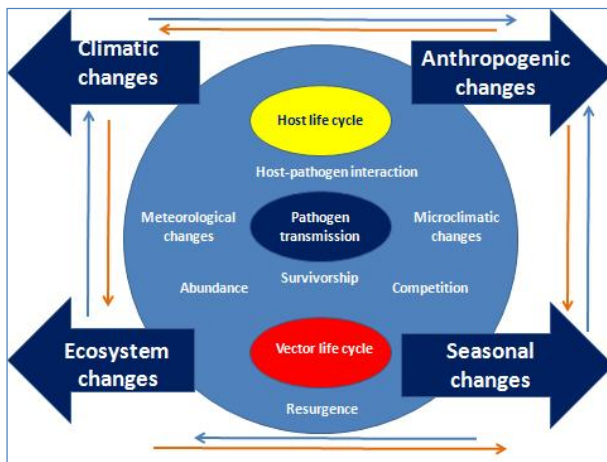 Climatic
changes
Anthropogenic
changes
Host life cycle
Host-pathogen interaction
Meteorological
changes
Pathogen
transmission
Microclimatic
changes
Abundance
Survivorship
Competition
Ecosystem
changes
Vector life cycle
Seasonal
changes
Resurgence